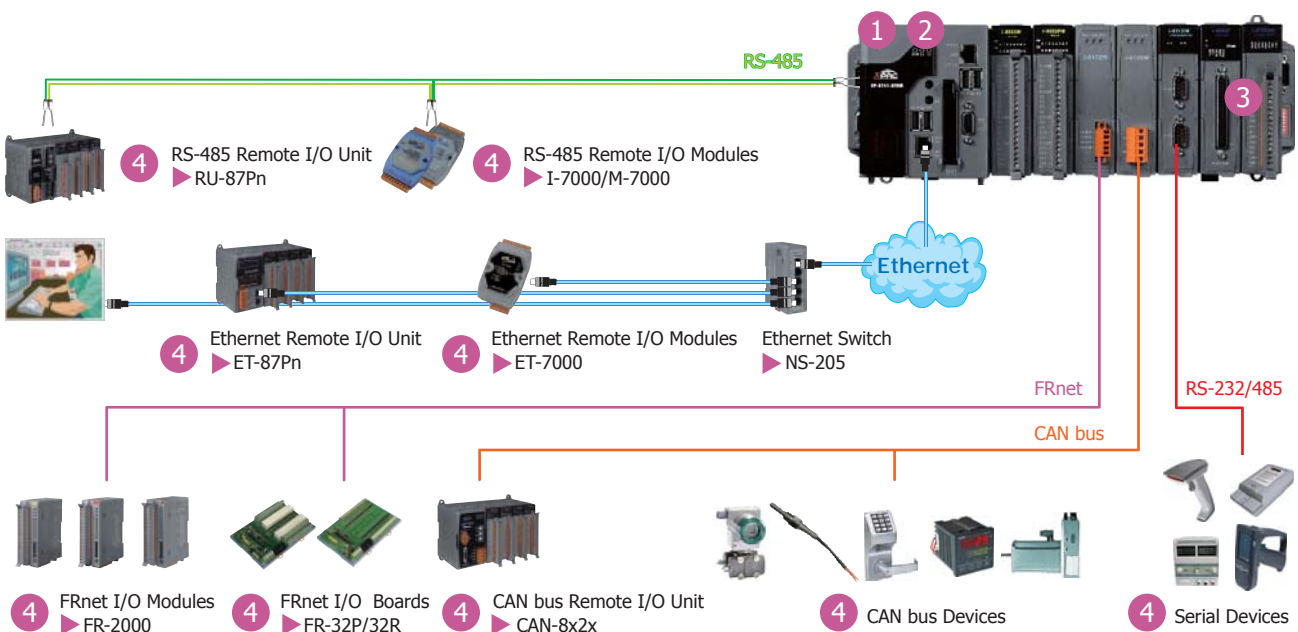 1
2
RS-485
3
4
RS-485 Remote I/O Unit
RU-87Pn
4
RS-485 Remote I/O Modules
I-7000/M-7000
Ethernet
4
Ethernet Remote I/O Unit
ET-87Pn
4
Ethernet Remote I/O Modules
ET-7000
Ethernet Switch
NS-205
FRnet
RS-232/485
CAN bus
4
FRnet I/O Modules
FR-2000
4
FRnet I/O Boards
FR-32P/32R
4
CAN bus Remote I/O Unit
CAN-8x2x
4
CAN bus Devices
4
Serial Devices